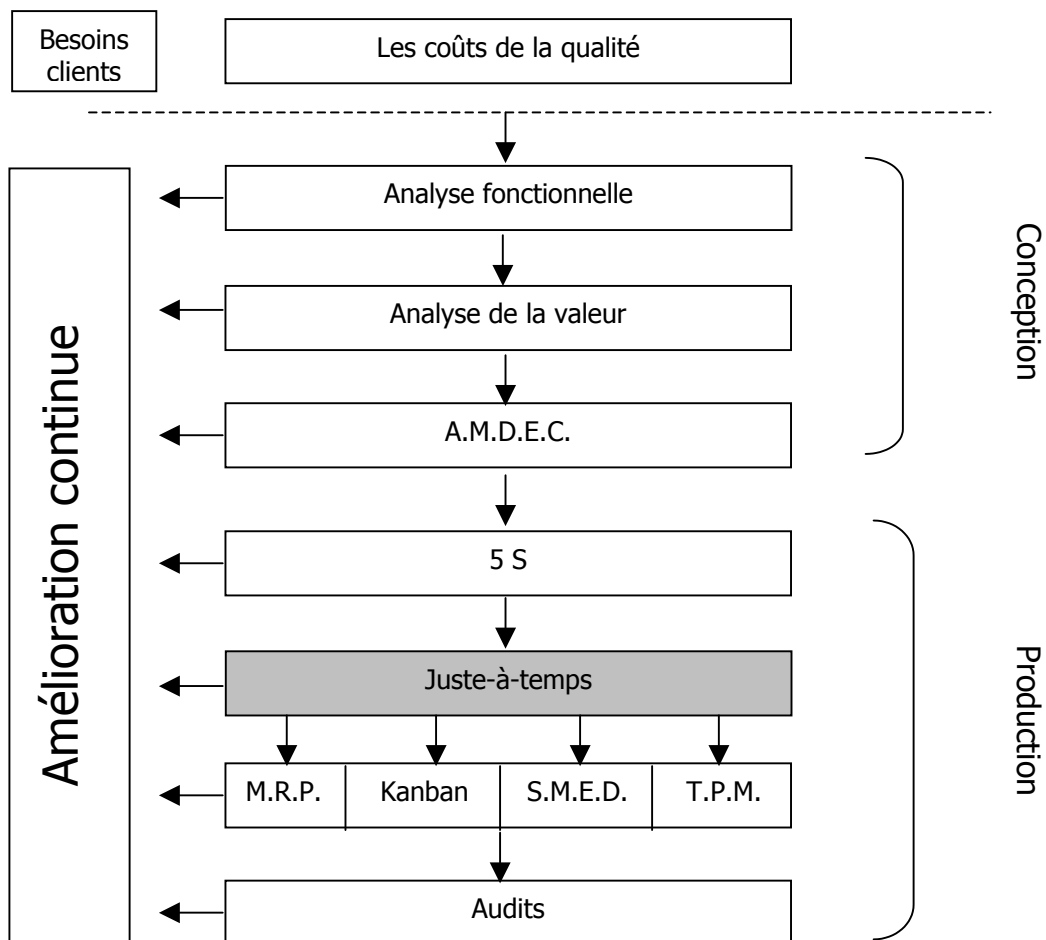 Besoins
clients
Les coûts de la qualité
Analyse fonctionnelle
Analyse de la valeur
A.M.D.E.C.
Conception
Amélioration continue
5 S
Juste-à-temps
M.R.P.
Kanban
S.M.E.D.
T.P.M.
Audits
Production